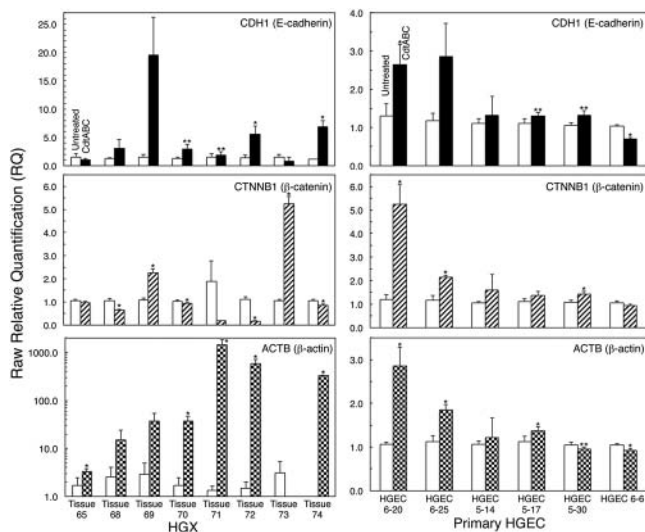 Raw Relative Quantification (RQ)
CDH1 (E-cadherin)
25.0
20.0
15.0
10.0
5.0
0.0
Untreated
CdtABC
*
**
**
*
*
CTNNB1 (β-catenin)
6.0
5.0
4.0
3.0
2.0
1.0
0.0
*
*
*
*
*
*
ACTB (β-actin)
1000.0
100.0
10.0
1.0
*
*
*
*
*
Tissue 65
Tissue 68
Tissue 69
Tissue 70
Tissue 71
Tissue 72
Tissue 73
Tissue 74
HGX
CDH1 (E-cadherin)
4.0
3.0
2.0
1.0
0.0
Untreated
CdtABC
*
**
**
*
CTNNB1 (β-catenin)
6.0
5.0
4.0
3.0
2.0
1.0
0.0
*
*
*
ACTB (β-actin)
4.0
3.0
2.0
1.0
0.0
*
*
*
**
*
HGEC 6-20
HGEC 6-25
HGEC 5-14
HGEC 5-17
HGEC 5-30
HGEC 6-6
Primary HGEC